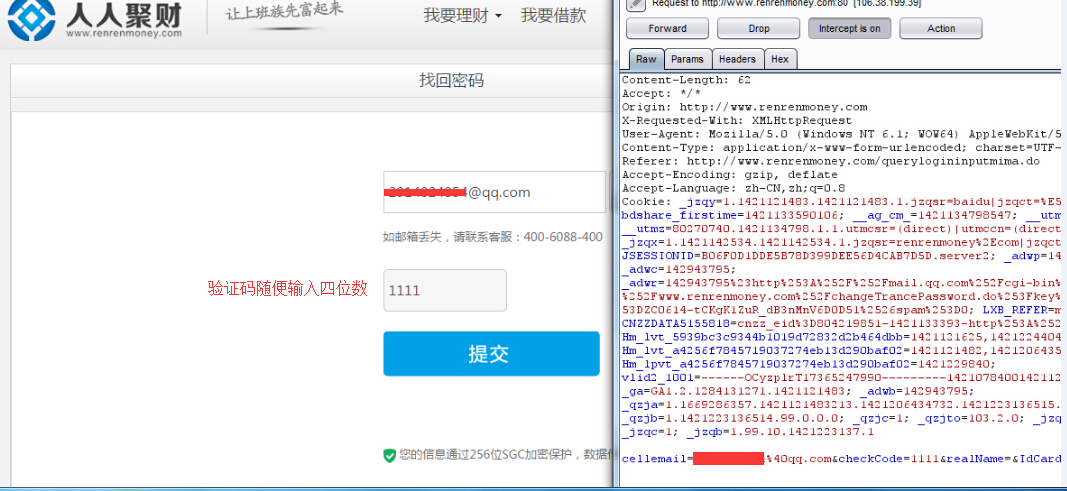 人人聚财
www.renrenmoney.com
让上班族先富起来
我要理财
我要借款
找回密码
@qq.com
如邮箱丢失，请联系客服：400-6088-400
验证码随便输入四位数
1111
提交
您的信息通过256位SGC加密保护，数据传
Request to http://www.renrenmoney.com:80 [106.38.199.39]
Forward
Drop
Intercept is on
Action
Raw
Params
Headers
Hex
Content-Length: 62
Accept: */*
Origin: http://www.renrenmoney.com
X-Requested-With: XMLHttpRequest
User-Agent: Mozilla/5.0 (Windows NT 6.1; WOW64) AppleWebKit/5
Content-Type: application/x-www-form-urlencoded; charset=UTF-
Referer: http://www.renrenmoney.com/querylogininputmima.do
Accept-Encoding: gzip, deflate
Accept-Language: zh-CN,zh;q=0.8
Cookie: _jzqy=1.1421121483.1421121483.1.jzqsr=baidu|jzqct=%E5
bdshare_firstime=1421133590106; __ag_cm_=1421134798547; __utm
__utmz=80270740.1421134798.1.1.utmcsr=(direct)|utmccn=(direct
_jzqx=1.1421142534.1421142534.1.jzqsr=renrenmoney%2Ecom|jzqct
JSESSIONID=B06F0D1DDE5B78D399DEE56D4CAB7D5D.server2; _adwp=14
_adwc=142943795;
_adwr=142943795%23http%253A%252F%252Fmail.qq.com%252Fcgi-bin%
%252Fwww.renrenmoney.com%252FchangeTrancePassword.do%253Fkey%
53DZC0614-tCKgK1ZuR_dB3nMnV6D0D51%2526spam%253D0; LXB_REFER=m
CNZZDATA5155818=cnzz_eid%3D804219851-1421133393-http%253A%252
Hm_lvt_5939bc3c9344b1019d72832d2b464dbb=1421121625,1421224404
Hm_lvt_a4256f7845719037274eb13d290baf02=1421121482,1421206435
Hm_lpvt_a4256f7845719037274eb13d290baf02=1421229840;
vlid2_1001=------OCyzplrT17365247990---------1421078400142112
_ga=GA1.2.1284131271.1421121483; _adwb=142943795;
_qzja=1.1669286357.1421121483213.1421206434732.1421223136515.
_qzjb=1.1421223136514.99.0.0.0; _qzjc=1; _qzjto=103.2.0; _jzq
_jzqc=1; _jzqb=1.99.10.1421223137.1
cellemail=
%40qq.com&checkCode=1111&realName=&IdCard